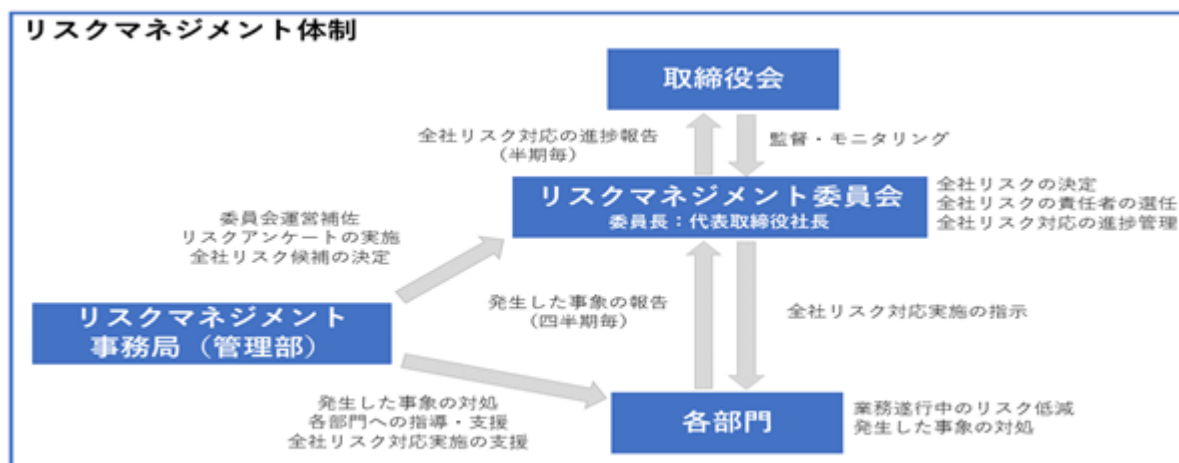 リスクマネジメント体制
取締役会
全社リスク対応の進捗報告
(半期毎)
監督・モニタリング
リスクマネジメント委員会
委員長：代表取締役社長
全社リスクの決定
全社リスクの責任者の選任
全社リスク対応の進捗管理
委員会運営補佐
リスクアンケートの実施
全社リスク候補の決定
発生した事象の報告
(四半期毎)
全社リスク対応実施の指示
リスクマネジメント
事務局（管理部）
発生した事象の対処
各部門への指導・支援
全社リスク対応実施の支援
各部門
業務遂行中のリスク低減
発生した事象の対処